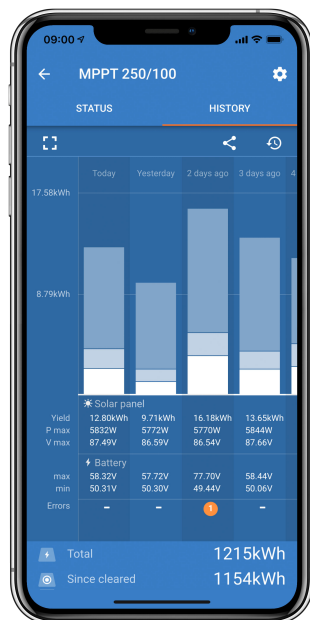 09:00
MPPT 250/100
STATUS HISTORY
Today Yesterday 2 days ago 3 days ago 4
17.58kWh
8.79kWh
Solar panel
Yield 12.80kWh 9.71kWh 16.18kWh 13.65kWh
P max 5832W 5772W 5770W 5844W
V max 87.49V 86.59V 86.54V 87.66V
Battery
max 58.32V 57.72V 77.70V 58.44V
min 50.31V 50.30V 49.44V 50.06V
Errors – – 1 –
Total 1215kWh
Since cleared 1154kWh